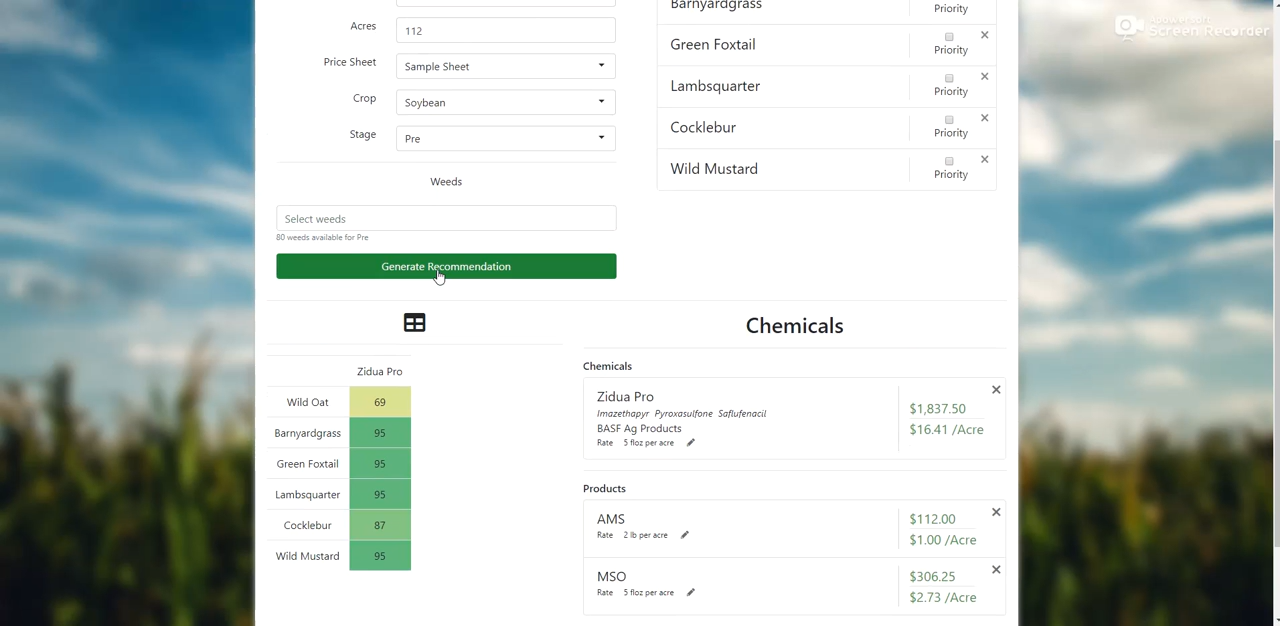 Apowersoft
Screen Recorder
Acres
112
Price Sheet
Sample Sheet
Crop
Soybean
Stage
Pre
Weeds
Select weeds
80 weeds available for Pre
Generate Recommendation
Barnyardgrass
Priority
Green Foxtail
Priority
Lambsquarter
Priority
Cocklebur
Priority
Wild Mustard
Priority
Zidua Pro
Wild Oat 69
Barnyardgrass 95
Green Foxtail 95
Lambsquarter 95
Cocklebur 87
Wild Mustard 95
Chemicals
Chemicals
Zidua Pro
Imazethapyr Pyroxasulfone Saflufenacil
BASF Ag Products
Rate 5 floz per acre
$1,837.50
$16.41 /Acre
Products
AMS
Rate 2 lb per acre
$112.00
$1.00 /Acre
MSO
Rate 5 floz per acre
$306.25
$2.73 /Acre